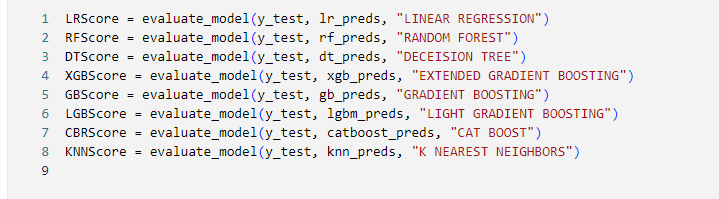 1 LRScore = evaluate_model(y_test, lr_preds, "LINEAR REGRESSION")
2 RFScore = evaluate_model(y_test, rf_preds, "RANDOM FOREST")
3 DTScore = evaluate_model(y_test, dt_preds, "DECEISION TREE")
4 XGBScore = evaluate_model(y_test, xgb_preds, "EXTENDED GRADIENT BOOSTING")
5 GBScore = evaluate_model(y_test, gb_preds, "GRADIENT BOOSTING")
6 LGBScore = evaluate_model(y_test, lgbm_preds, "LIGHT GRADIENT BOOSTING")
7 CBRScore = evaluate_model(y_test, catboost_preds, "CAT BOOST")
8 KNNScore = evaluate_model(y_test, knn_preds, "K NEAREST NEIGHBORS")
9